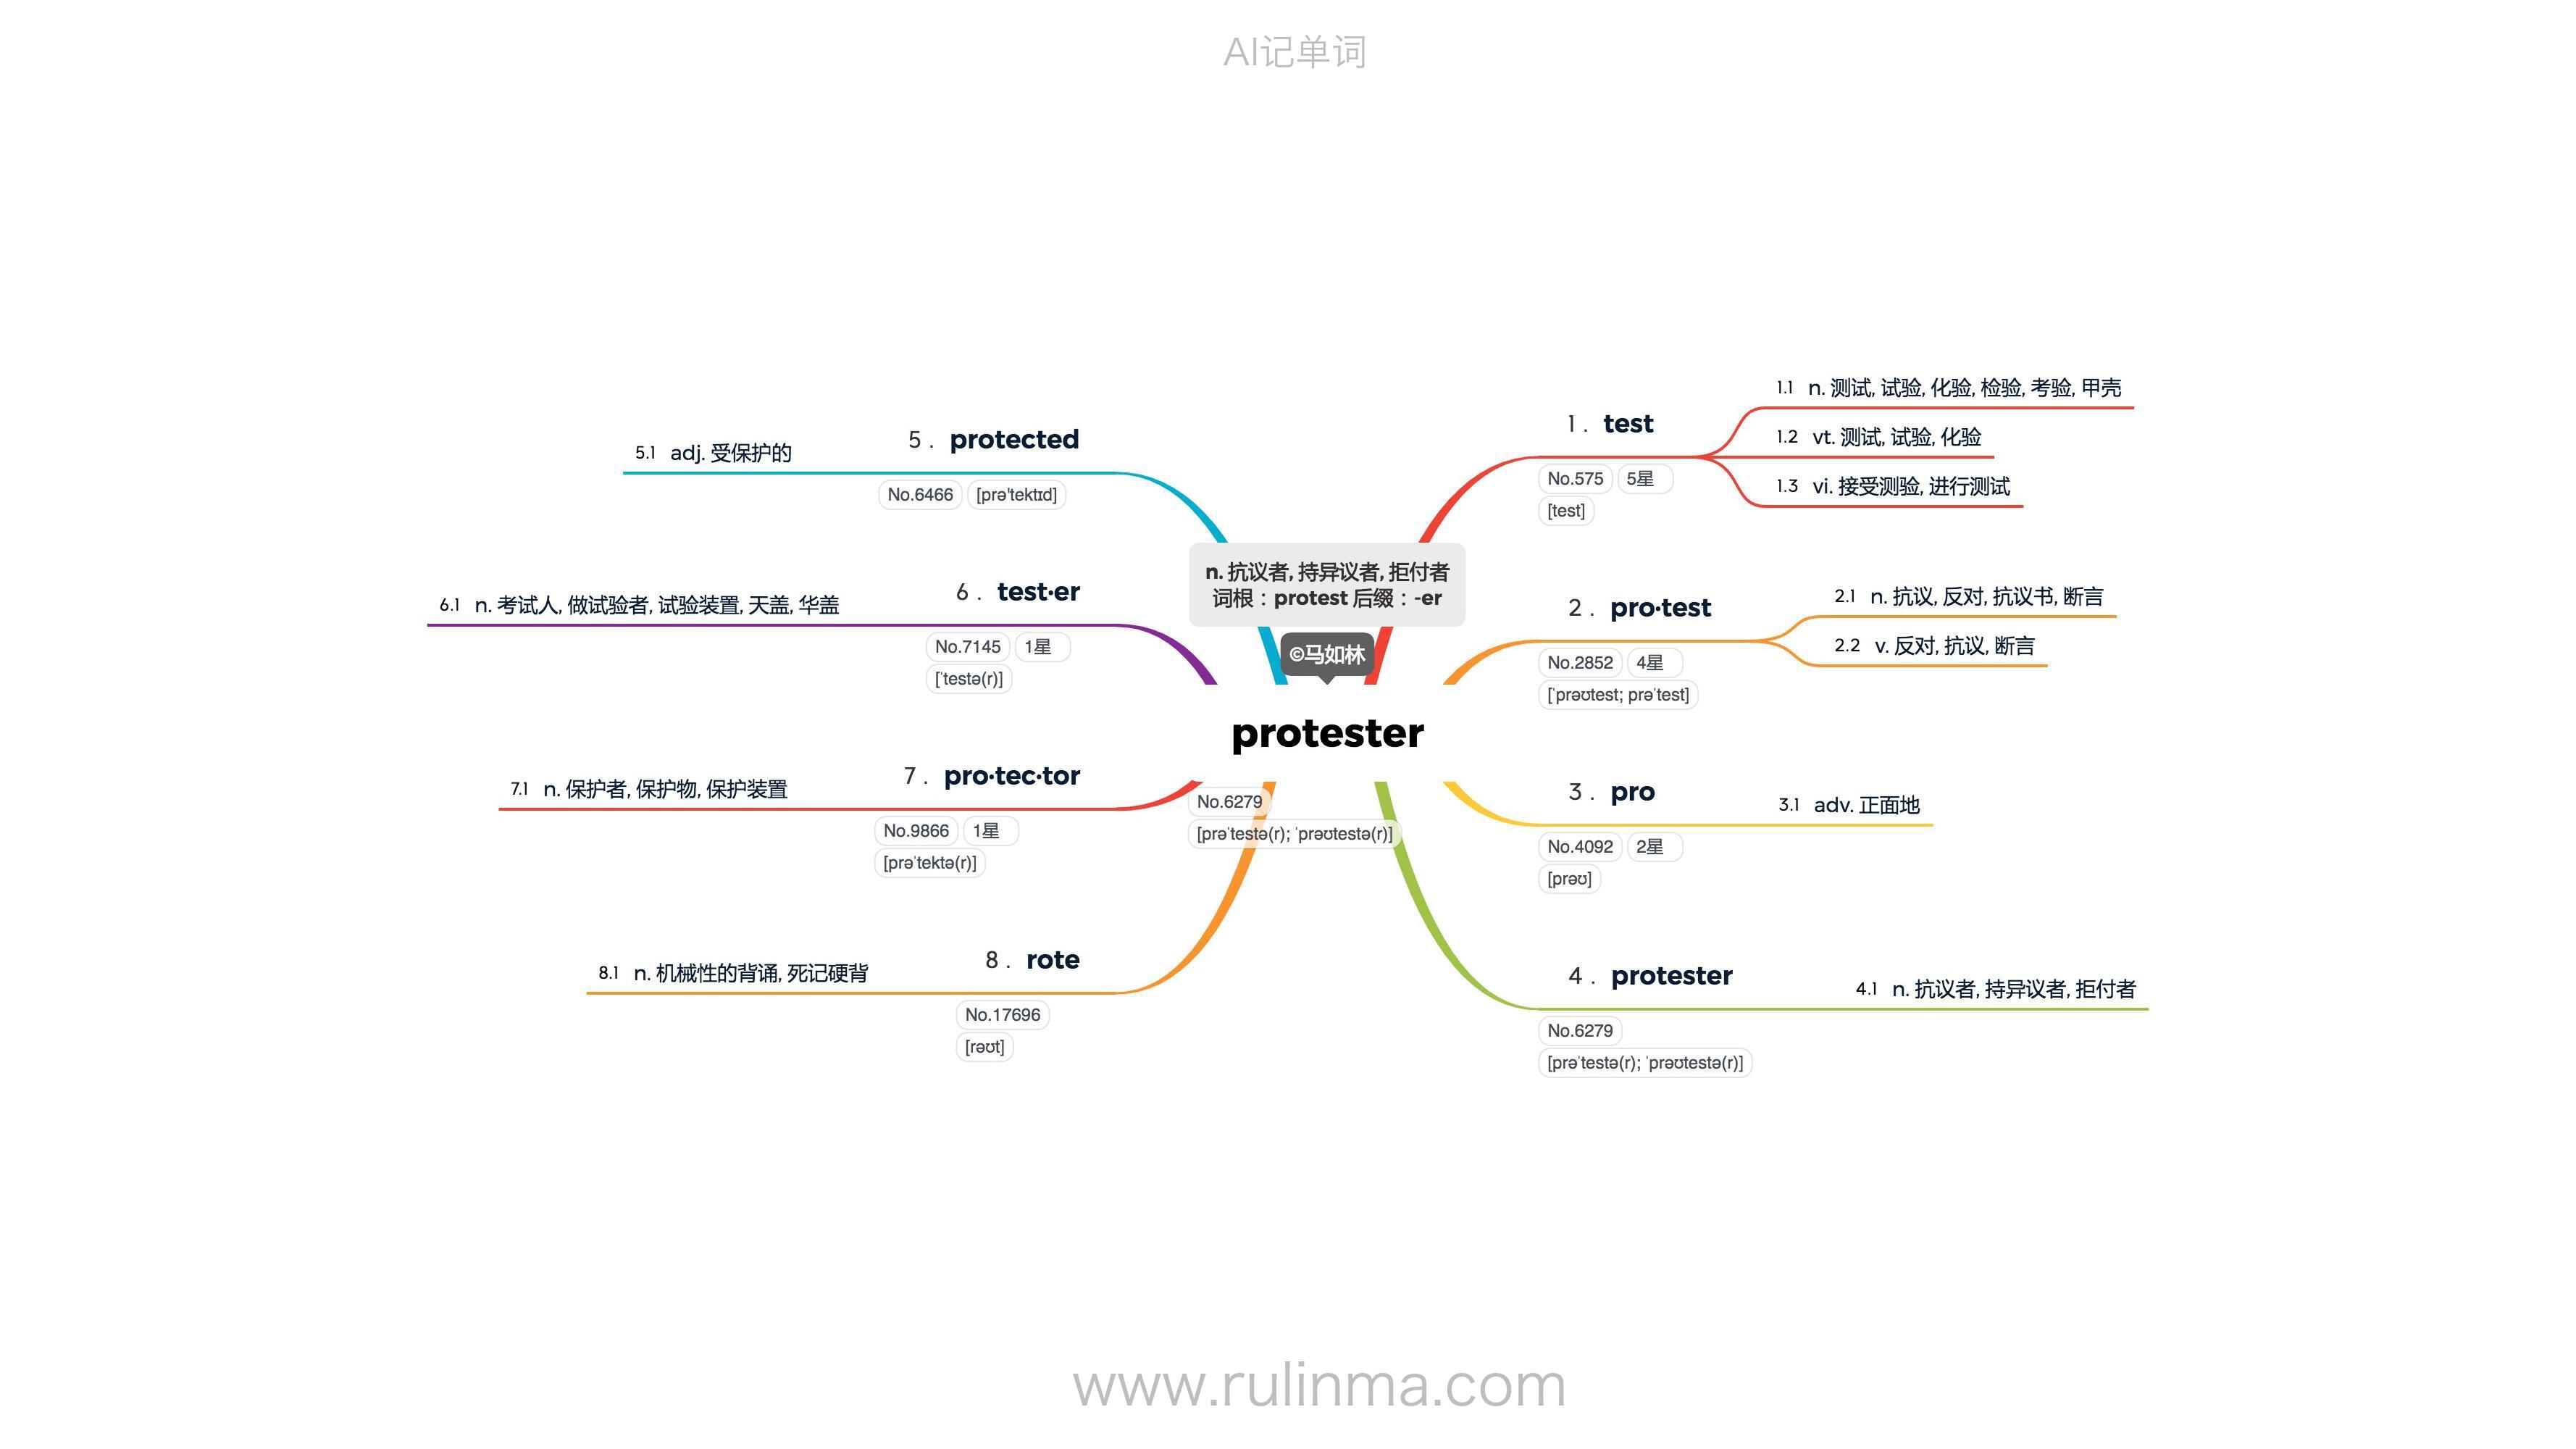 AI记单词
n. 抗议者, 持异议者, 拒付者
词根：protest 后缀：-er
©马如林
protester
No.6279
[prəˈtestə(r); ˈprəʊtestə(r)]
1 . test
No.575 5星
[test]
1.1 n. 测试, 试验, 化验, 检验, 考验, 甲壳
1.2 vt. 测试, 试验, 化验
1.3 vi. 接受测验, 进行测试
2 . pro·test
No.2852 4星
[ˈprəʊtest; prəˈtest]
2.1 n. 抗议, 反对, 抗议书, 断言
2.2 v. 反对, 抗议, 断言
3 . pro
No.4092 2星
[prəʊ]
3.1 adv. 正面地
4 . protester
No.6279
[prəˈtestə(r); ˈprəʊtestə(r)]
4.1 n. 抗议者, 持异议者, 拒付者
5 . protected
No.6466 [prə'tektɪd]
5.1 adj. 受保护的
6 . test·er
No.7145 1星
[ˈtestə(r)]
6.1 n. 考试人, 做试验者, 试验装置, 天盖, 华盖
7 . pro·tec·tor
No.9866 1星
[prəˈtektə(r)]
7.1 n. 保护者, 保护物, 保护装置
8 . rote
No.17696
[rəʊt]
8.1 n. 机械性的背诵, 死记硬背
www.rulinma.com